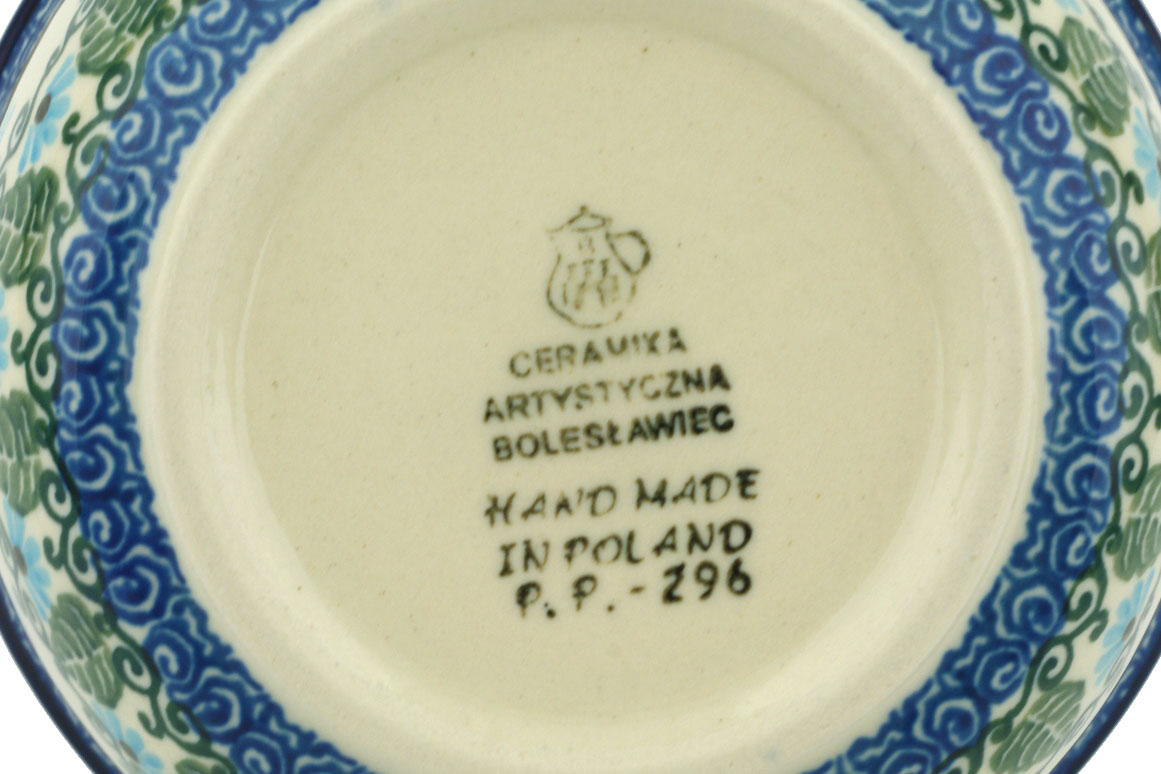 CERAMIKA
ARTYSTYCZNA
BOLESŁAWIEC
HAND MADE
IN POLAND
P. P. - 296